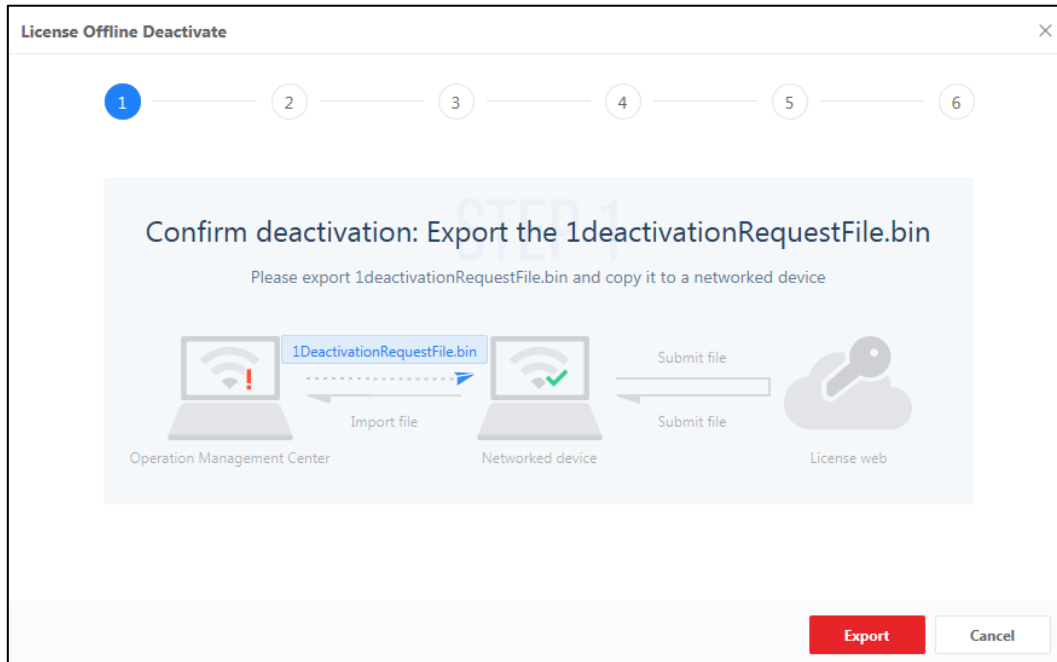 License Offline Deactivate
1 2 3 4 5 6
STEP 1
Confirm deactivation: Export the 1deactivationRequestFile.bin
Please export 1deactivationRequestFile.bin and copy it to a networked device
1DeactivationRequestFile.bin
Submit file
Import file
Submit file
Operation Management Center
Networked device
License web
Export
Cancel